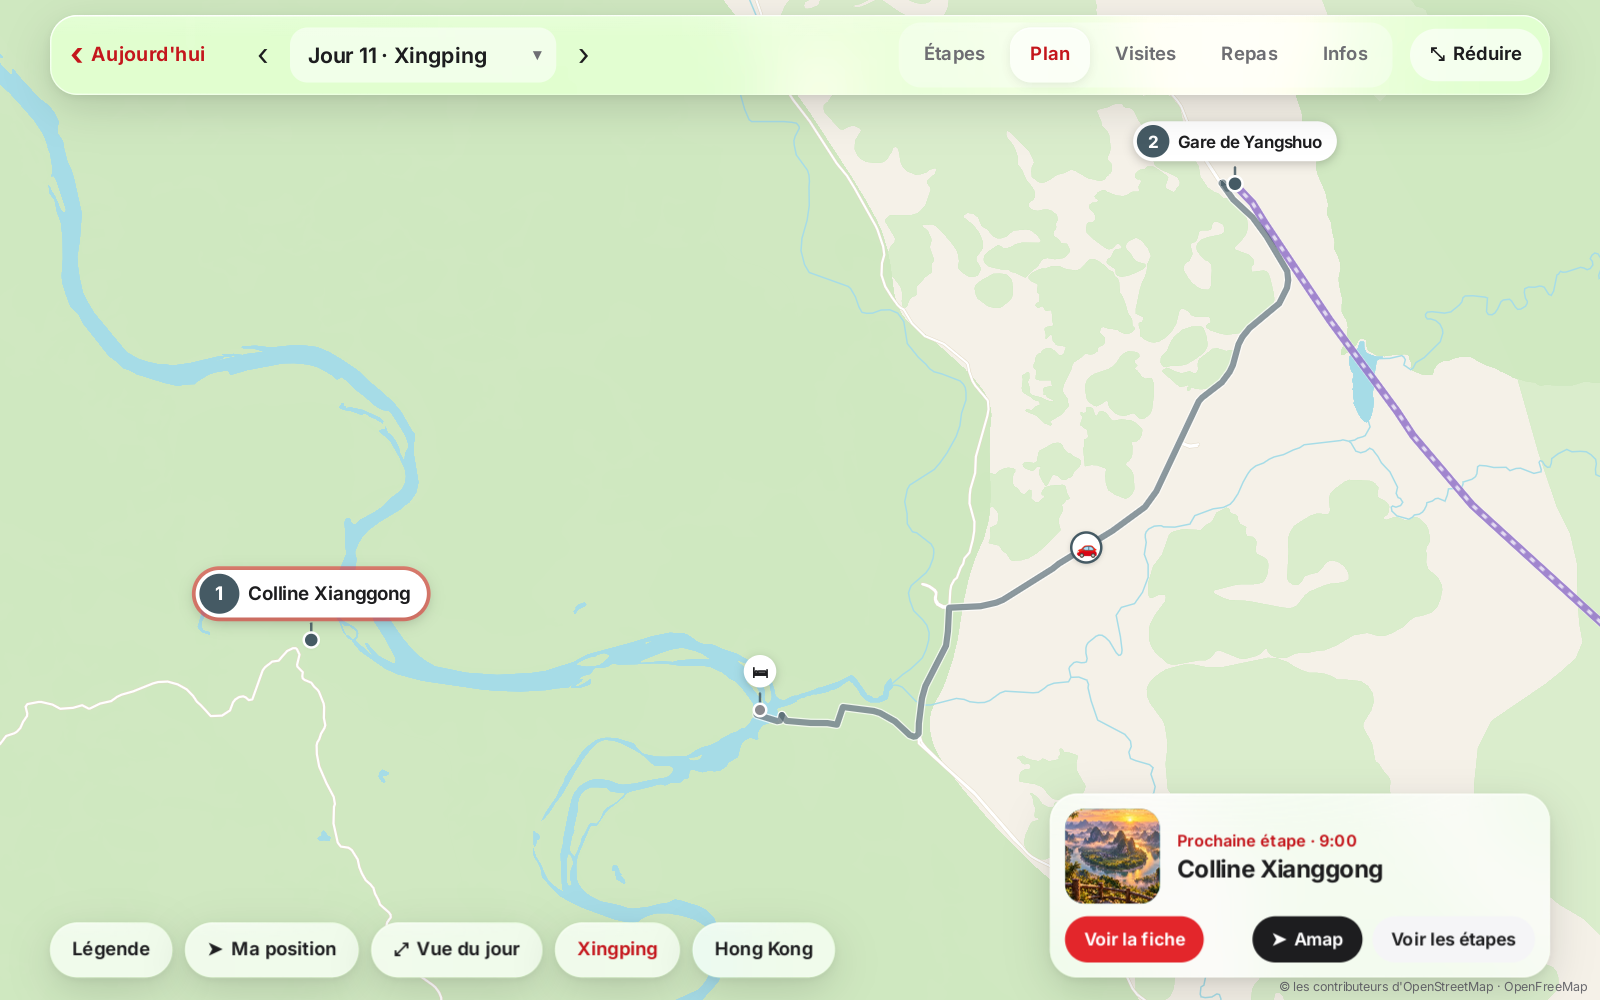 ‹ Aujourd'hui
‹ Jour 11 · Xingping ▾ ›
Étapes Plan Visites Repas Infos
⤡ Réduire
2 Gare de Yangshuo
1 Colline Xianggong
Prochaine étape · 9:00
Colline Xianggong
Voir la fiche ➤ Amap Voir les étapes
Légende ➤ Ma position ⤢ Vue du jour Xingping Hong Kong
© les contributeurs d'OpenStreetMap · OpenFreeMap